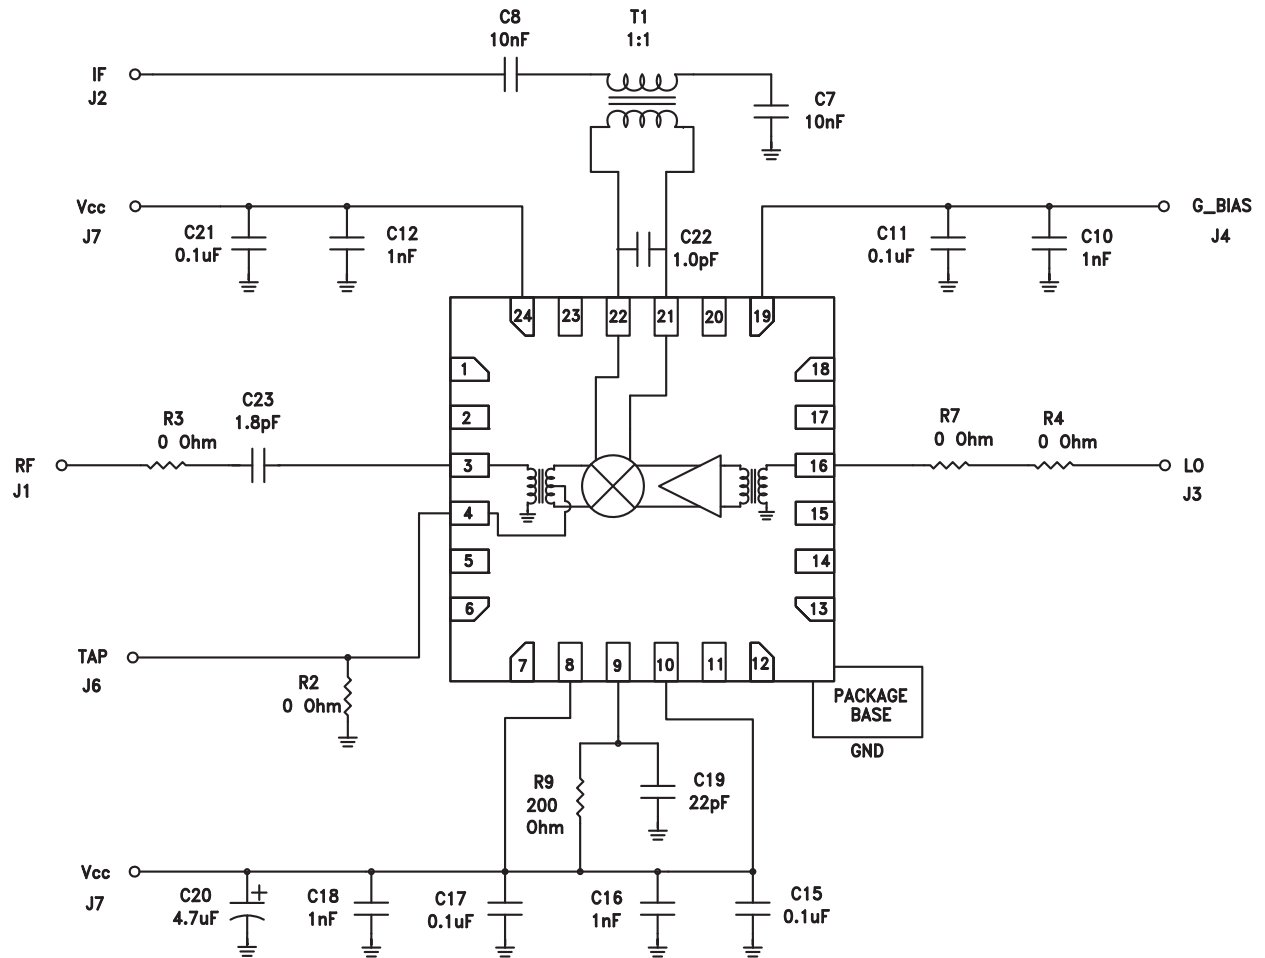 C8
10nF
T1
1:1
IF
J2
C7
10nF
Vcc
J7
C21
0.1uF
C12
1nF
C22
1.0pF
C11
0.1uF
C10
1nF
G_BIAS
J4
24
23
22
21
20
19
1
2
3
4
5
6
18
17
16
15
14
13
R3
0 Ohm
C23
1.8pF
RF
J1
R7
0 Ohm
R4
0 Ohm
LO
J3
TAP
J6
R2
0 Ohm
7
8
9
10
11
12
PACKAGE
BASE
GND
R9
200
Ohm
C19
22pF
Vcc
J7
C20
4.7uF
+
C18
1nF
C17
0.1uF
C16
1nF
C15
0.1uF